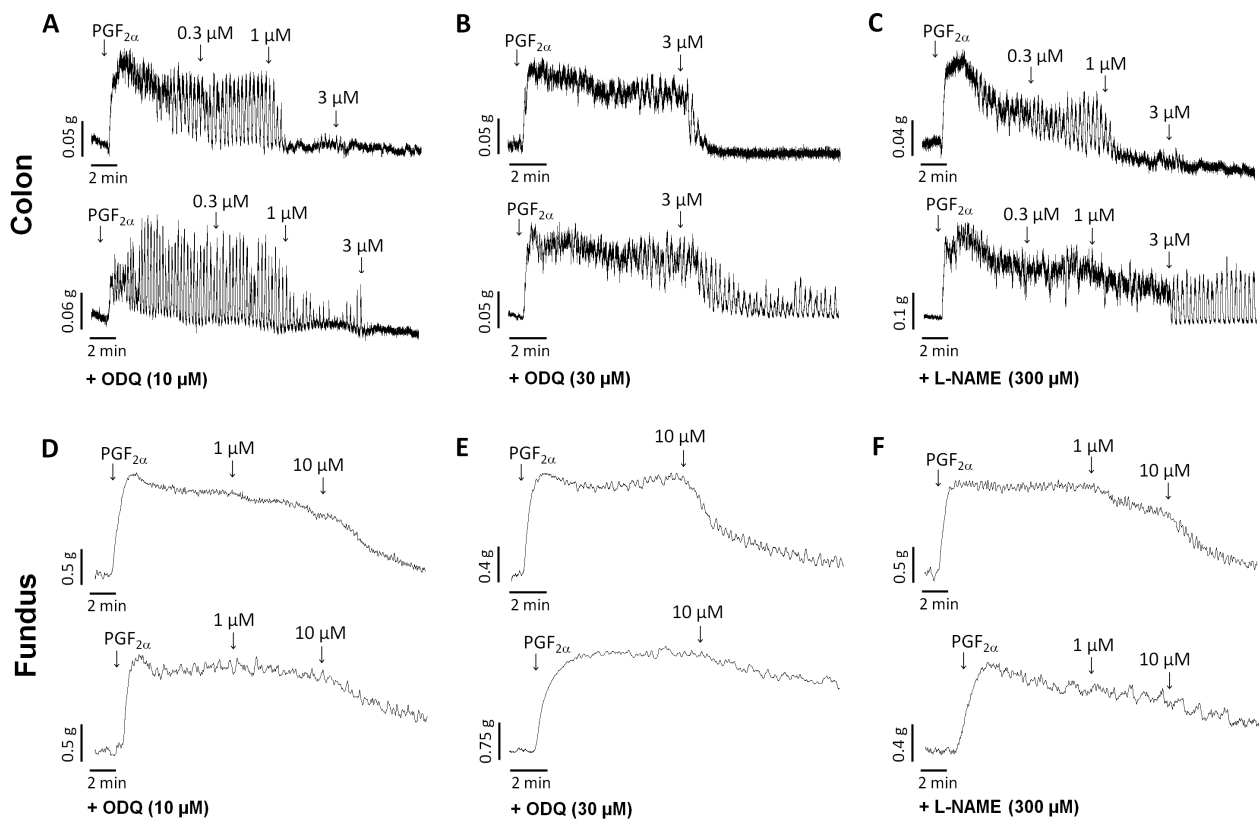 A
PGF2α
0.3 µM
1 µM
3 µM
0.05 g
2 min
B
PGF2α
3 µM
0.05 g
2 min
C
PGF2α
0.3 µM
1 µM
3 µM
0.04 g
2 min
Colon
PGF2α
0.3 µM
1 µM
3 µM
0.06 g
2 min
+ ODQ (10 µM)
PGF2α
3 µM
0.05 g
2 min
+ ODQ (30 µM)
PGF2α
0.3 µM
1 µM
3 µM
0.1 g
2 min
+ L-NAME (300 µM)
D
PGF2α
1 µM
10 µM
0.5 g
2 min
E
PGF2α
10 µM
0.4 g
2 min
F
PGF2α
1 µM
10 µM
0.5 g
2 min
Fundus
PGF2α
1 µM
10 µM
0.5 g
2 min
+ ODQ (10 µM)
PGF2α
10 µM
0.75 g
2 min
+ ODQ (30 µM)
PGF2α
1 µM
10 µM
0.4 g
2 min
+ L-NAME (300 µM)